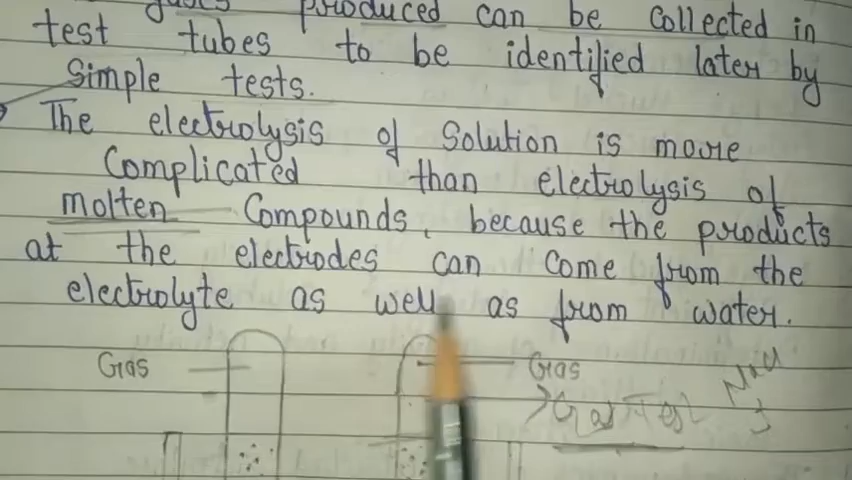 produced can be collected in
test tubes to be identified later by
Simple tests.
The electrolysis of Solution is more
Complicated than electrolysis of
molten Compounds, because the products
at the electrodes can come from the
electrolyte as well as from water.
Gas
Gas